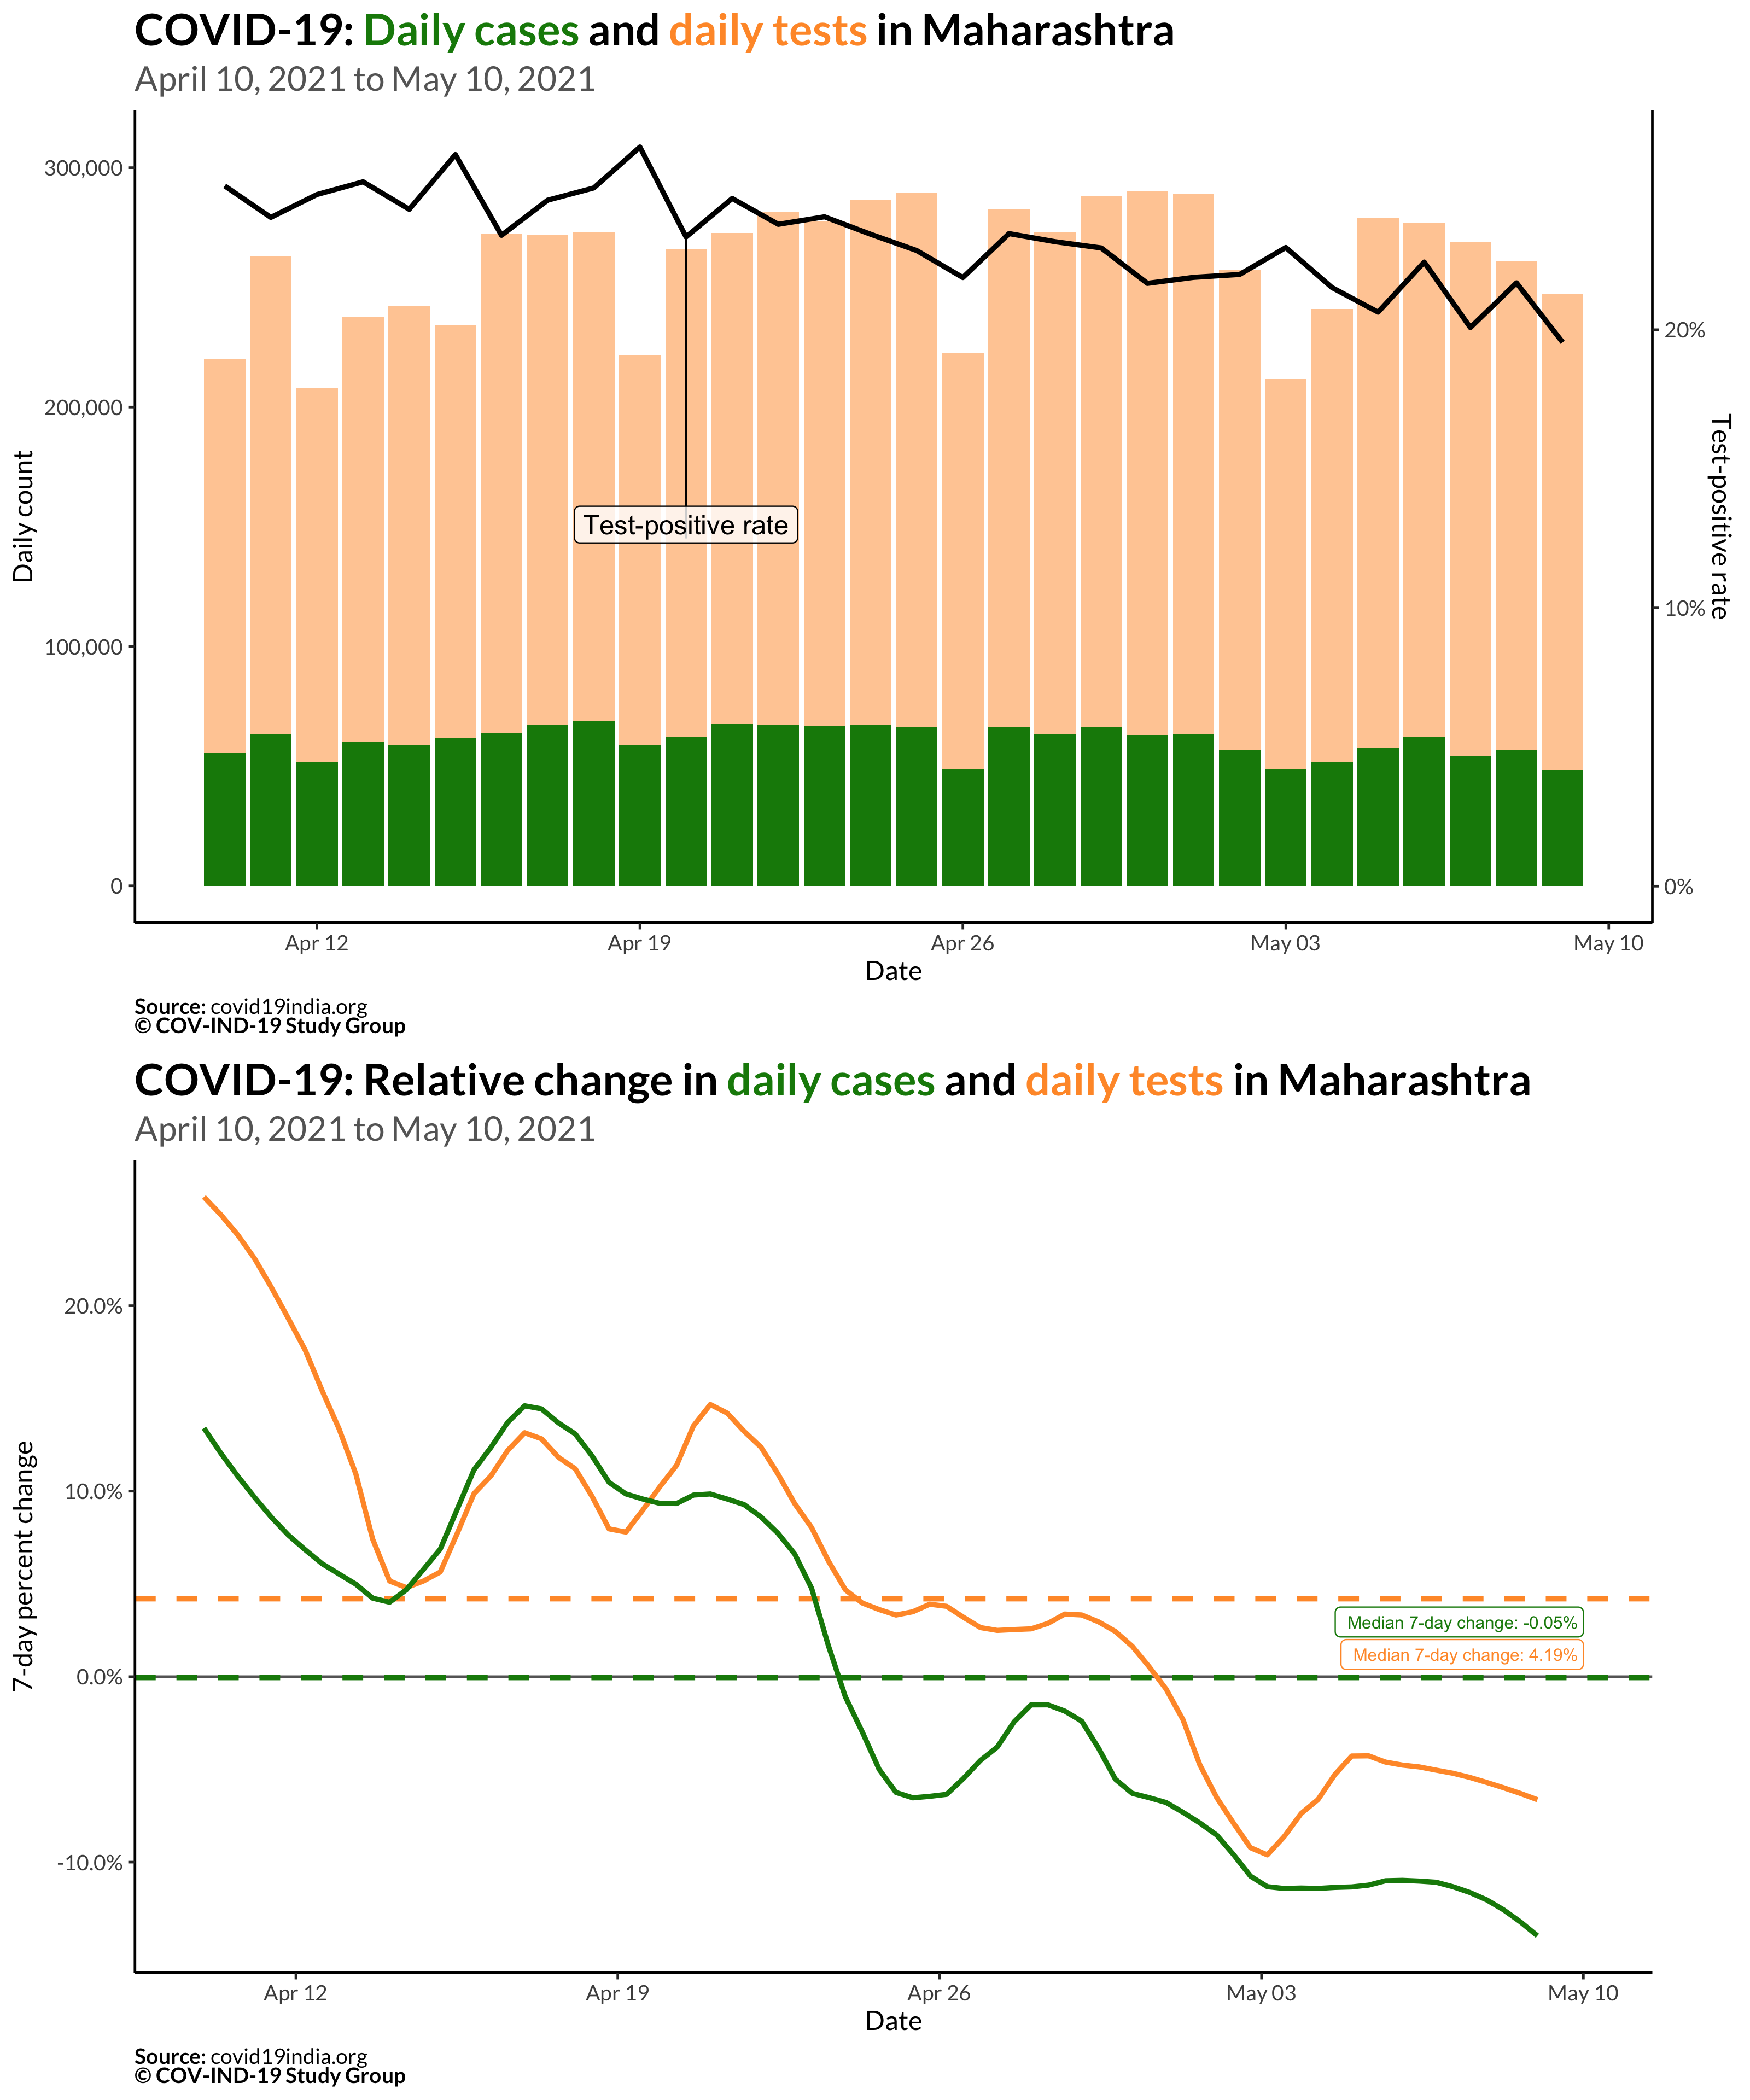 COVID-19: Daily cases and daily tests in Maharashtra
April 10, 2021 to May 10, 2021
300,000
200,000
100,000
0
Daily count
Test-positive rate
20%
10%
0%
Test-positive rate
Apr 12
Apr 19
Apr 26
May 03
May 10
Date
Source: covid19india.org
© COV-IND-19 Study Group
COVID-19: Relative change in daily cases and daily tests in Maharashtra
April 10, 2021 to May 10, 2021
20.0%
10.0%
0.0%
-10.0%
7-day percent change
Median 7-day change: -0.05%
Median 7-day change: 4.19%
Apr 12
Apr 19
Apr 26
May 03
May 10
Date
Source: covid19india.org
© COV-IND-19 Study Group